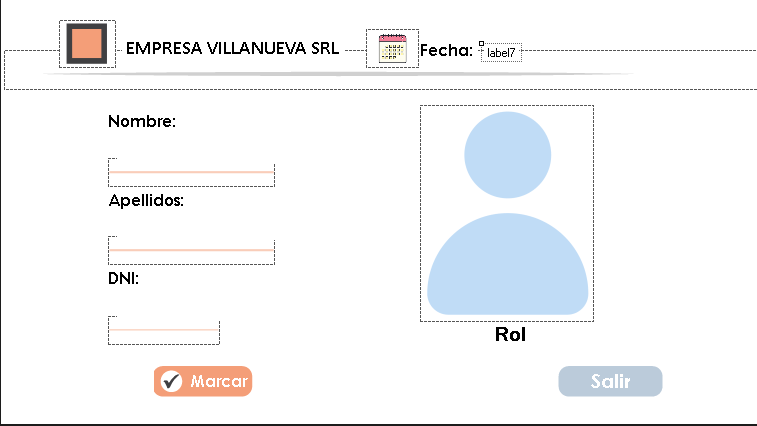 EMPRESA VILLANUEVA SRL
Fecha: label7
Nombre:
Apellidos:
DNI:
Rol
Marcar
Salir